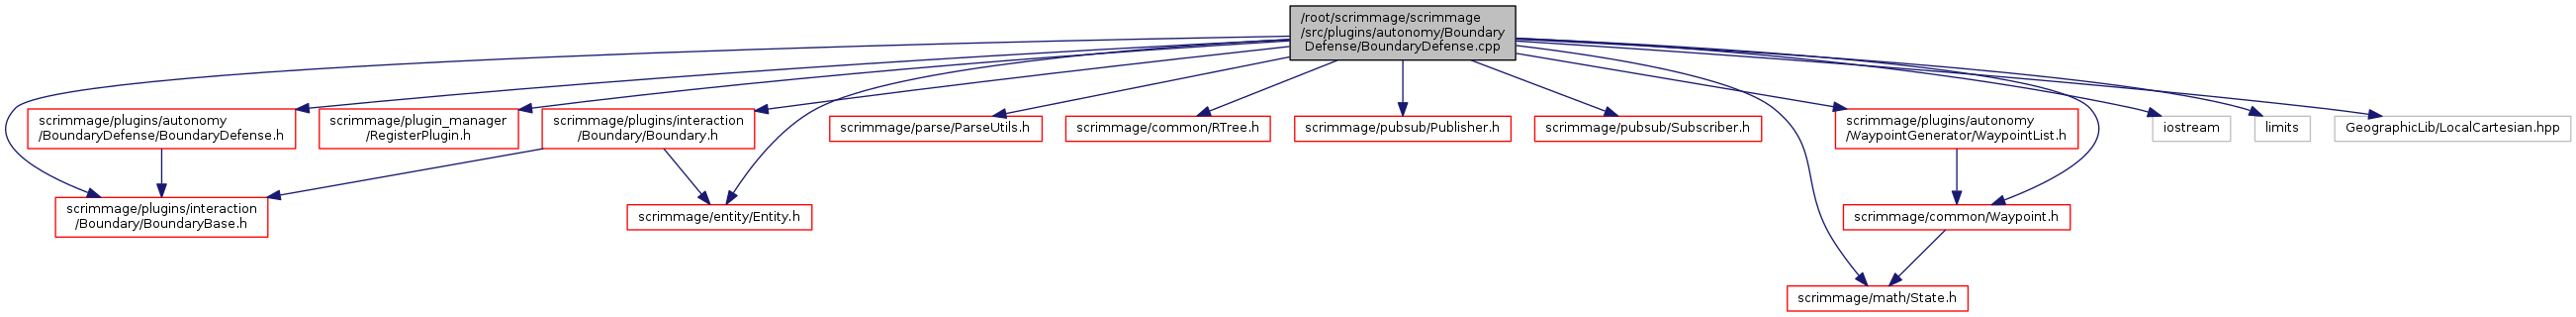 /root/scrimmage/scrimmage
/src/plugins/autonomy/Boundary
Defense/BoundaryDefense.cpp
scrimmage/plugins/autonomy
/BoundaryDefense/BoundaryDefense.h
scrimmage/plugin_manager
/RegisterPlugin.h
scrimmage/plugins/interaction
/Boundary/Boundary.h
scrimmage/parse/ParseUtils.h
scrimmage/common/RTree.h
scrimmage/pubsub/Publisher.h
scrimmage/pubsub/Subscriber.h
scrimmage/plugins/autonomy
/WaypointGenerator/WaypointList.h
iostream
limits
GeographicLib/LocalCartesian.hpp
scrimmage/plugins/interaction
/Boundary/BoundaryBase.h
scrimmage/entity/Entity.h
scrimmage/common/Waypoint.h
scrimmage/math/State.h